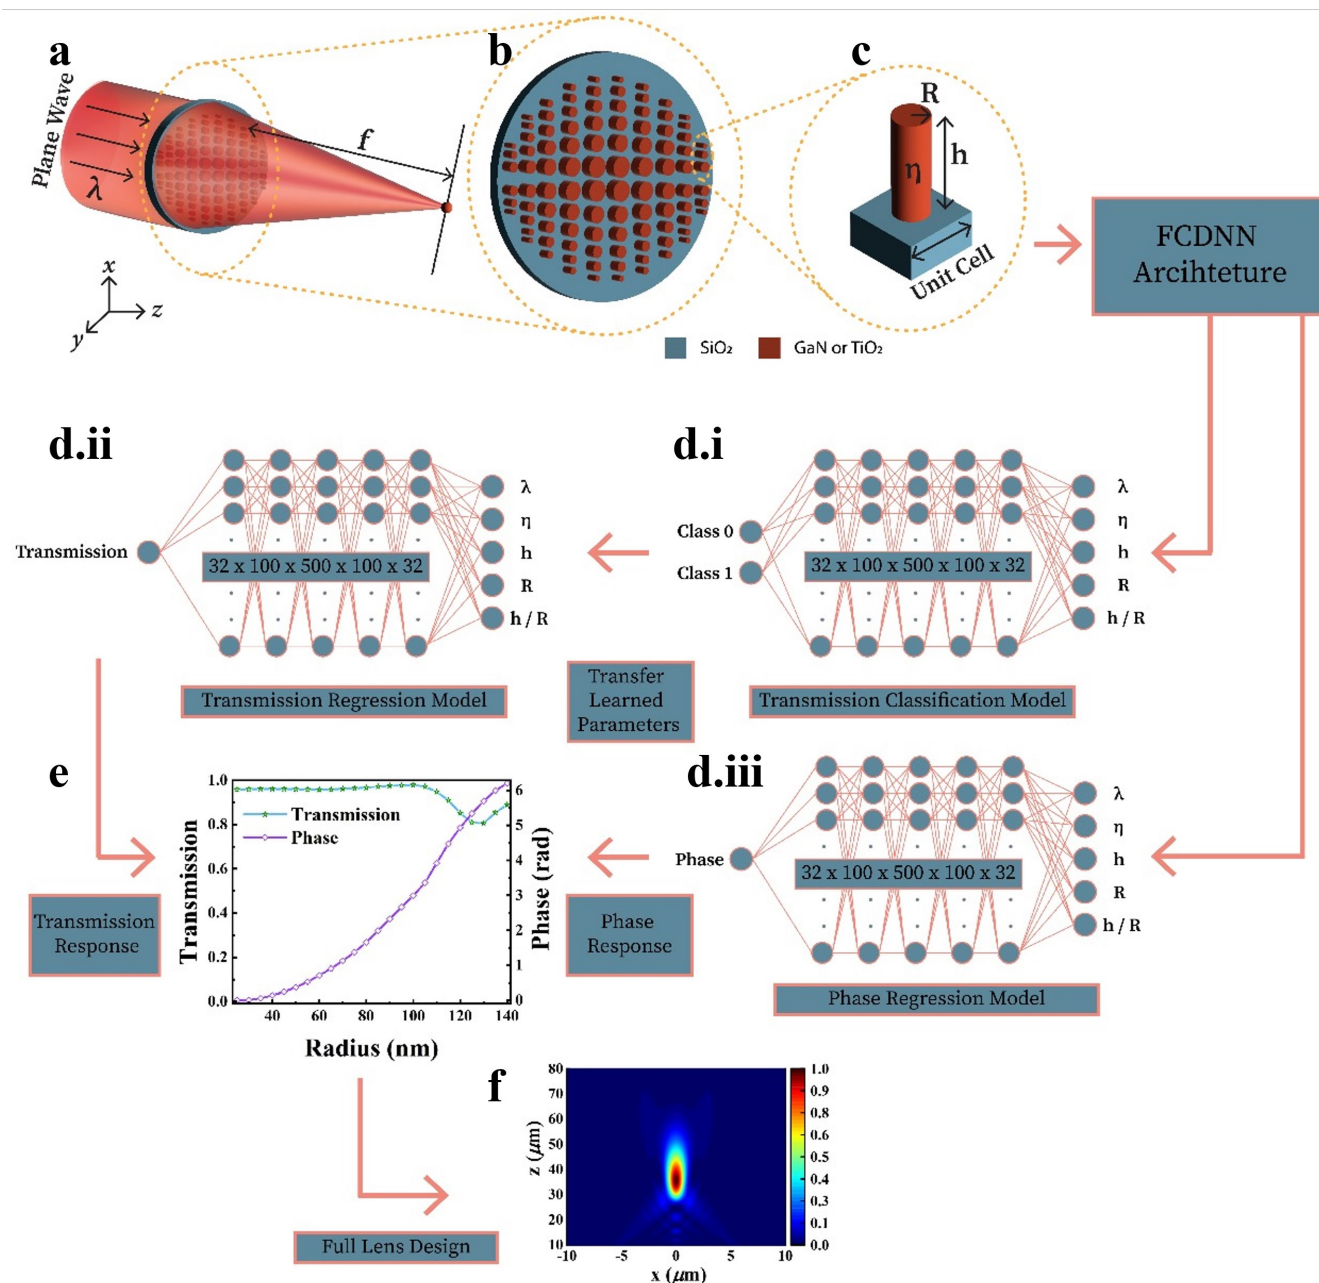 a
b
c
Plane Wave
λ
f
R
h
η
Unit Cell
x
z
y
FCDNN
Arcihteture
SiO₂
GaN or TiO₂
d.ii
Transmission
32 x 100 x 500 x 100 x 32
λ
η
h
R
h / R
Transmission Regression Model
d.i
Class 0
Class 1
32 x 100 x 500 x 100 x 32
λ
η
h
R
h / R
Transmission Classification Model
Transfer
Learned
Parameters
d.iii
Phase
32 x 100 x 500 x 100 x 32
λ
η
h
R
h / R
Phase Regression Model
Transmission
Response
Phase
Response
e
Transmission
1.0
0.8
0.6
0.4
0.2
0.0
Transmission
Phase
6
5
4
3
2
1
0
Phase (rad)
40 60 80 100 120 140
Radius (nm)
f
z (μm)
80
70
60
50
40
30
20
10
-10 -5 0 5 10
x (μm)
1.0
0.9
0.8
0.7
0.6
0.5
0.4
0.3
0.2
0.1
0.0
Full Lens Design